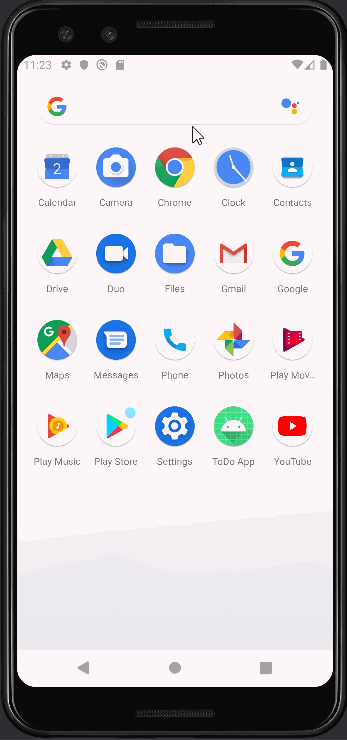 11:23
Calendar Camera Chrome Clock Contacts
Drive Duo Files Gmail Google
Maps Messages Phone Photos Play Mov...
Play Music Play Store Settings ToDo App YouTube